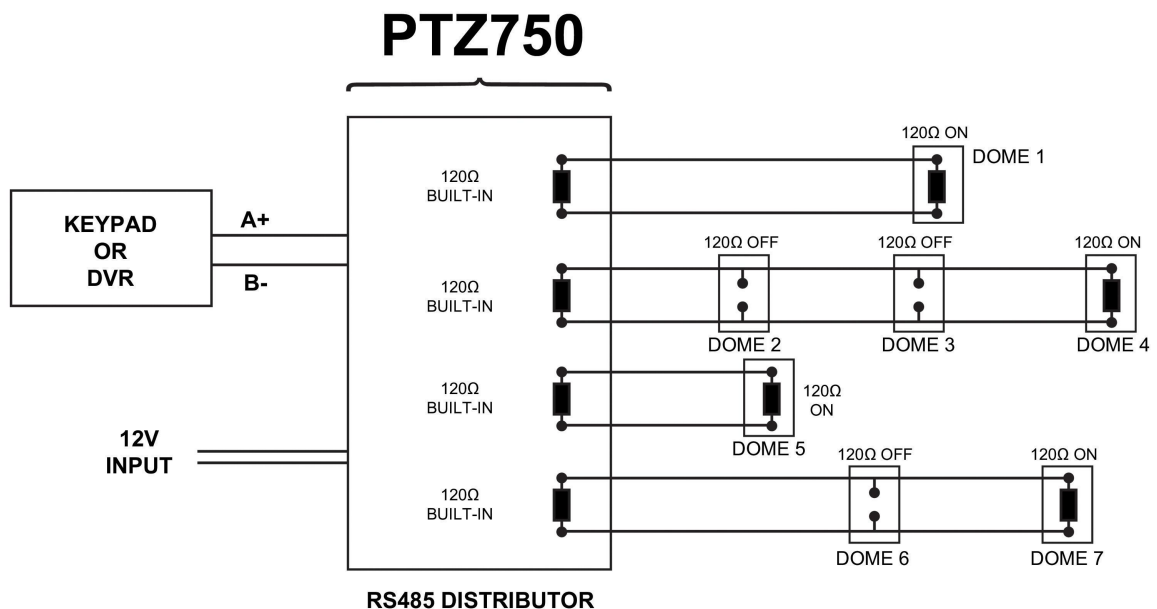 PTZ750
KEYPAD
OR
DVR
A+
B-
12V
INPUT
120Ω
BUILT-IN
120Ω
BUILT-IN
120Ω
BUILT-IN
120Ω
BUILT-IN
120Ω ON
DOME 1
120Ω OFF
120Ω OFF
120Ω ON
DOME 2
DOME 3
DOME 4
120Ω
ON
DOME 5
120Ω OFF
120Ω ON
DOME 6
DOME 7
RS485 DISTRIBUTOR